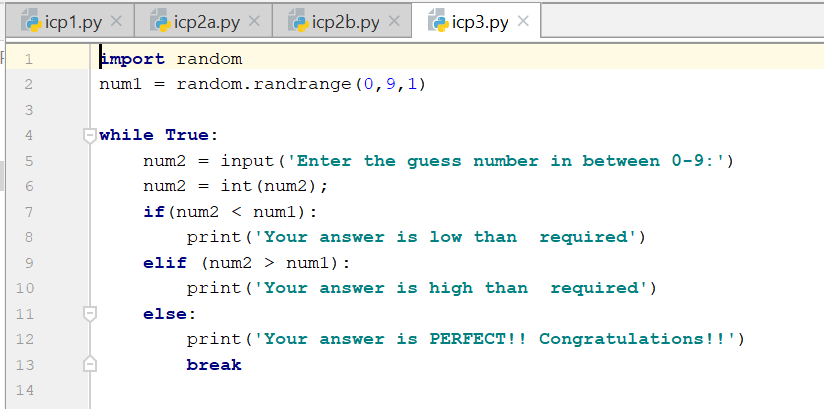 icp1.py × icp2a.py × icp2b.py × icp3.py ×
1 import random
2 num1 = random.randrange(0,9,1)
3
4 while True:
5     num2 = input('Enter the guess number in between 0-9:')
6     num2 = int(num2);
7     if(num2 < num1):
8         print('Your answer is low than  required')
9     elif (num2 > num1):
10         print('Your answer is high than  required')
11     else:
12         print('Your answer is PERFECT!! Congratulations!!')
13         break
14